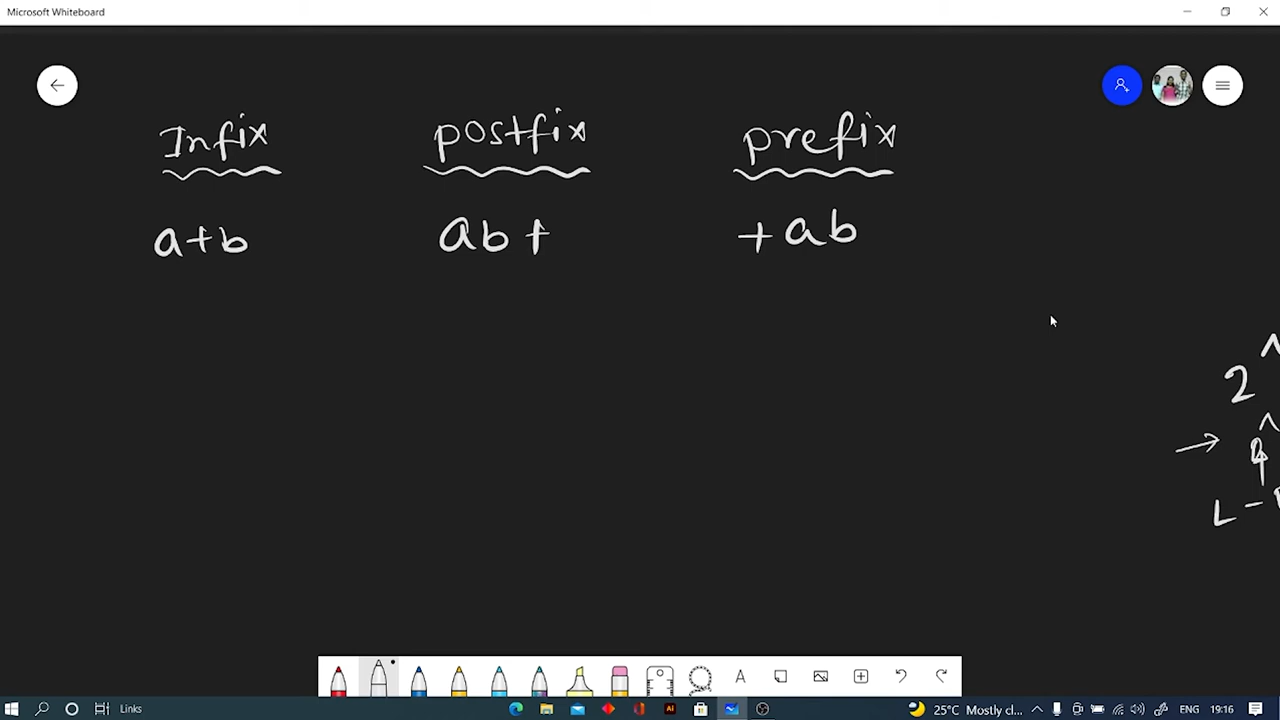 Microsoft Whiteboard
Infix postfix prefix
a+b ab+ +ab
^
2
^
→
L-
A
Links
25°C Mostly cl... ENG 19:16